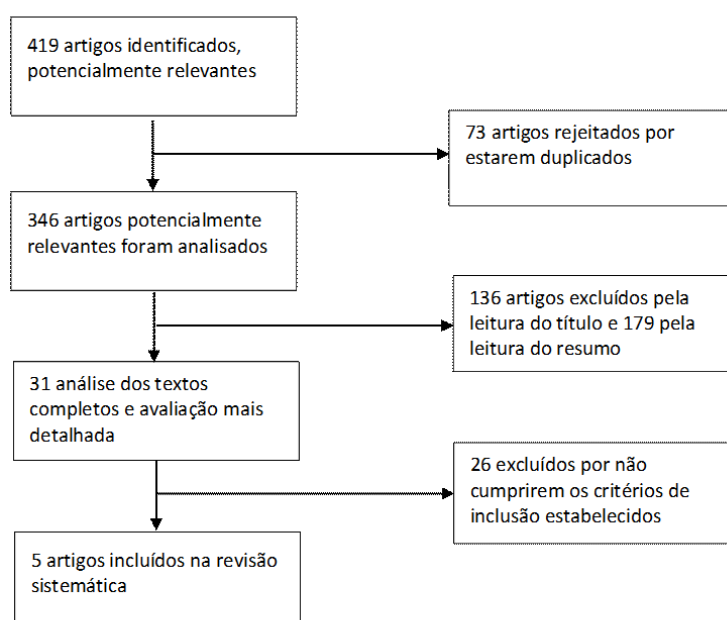 419 artigos identificados,
potencialmente relevantes
73 artigos rejeitados por
estarem duplicados
346 artigos potencialmente
relevantes foram analisados
136 artigos excluídos pela
leitura do título e 179 pela
leitura do resumo
31 análise dos textos
completos e avaliação mais
detalhada
26 excluídos por não
cumprirem os critérios de
inclusão estabelecidos
5 artigos incluídos na revisão
sistemática